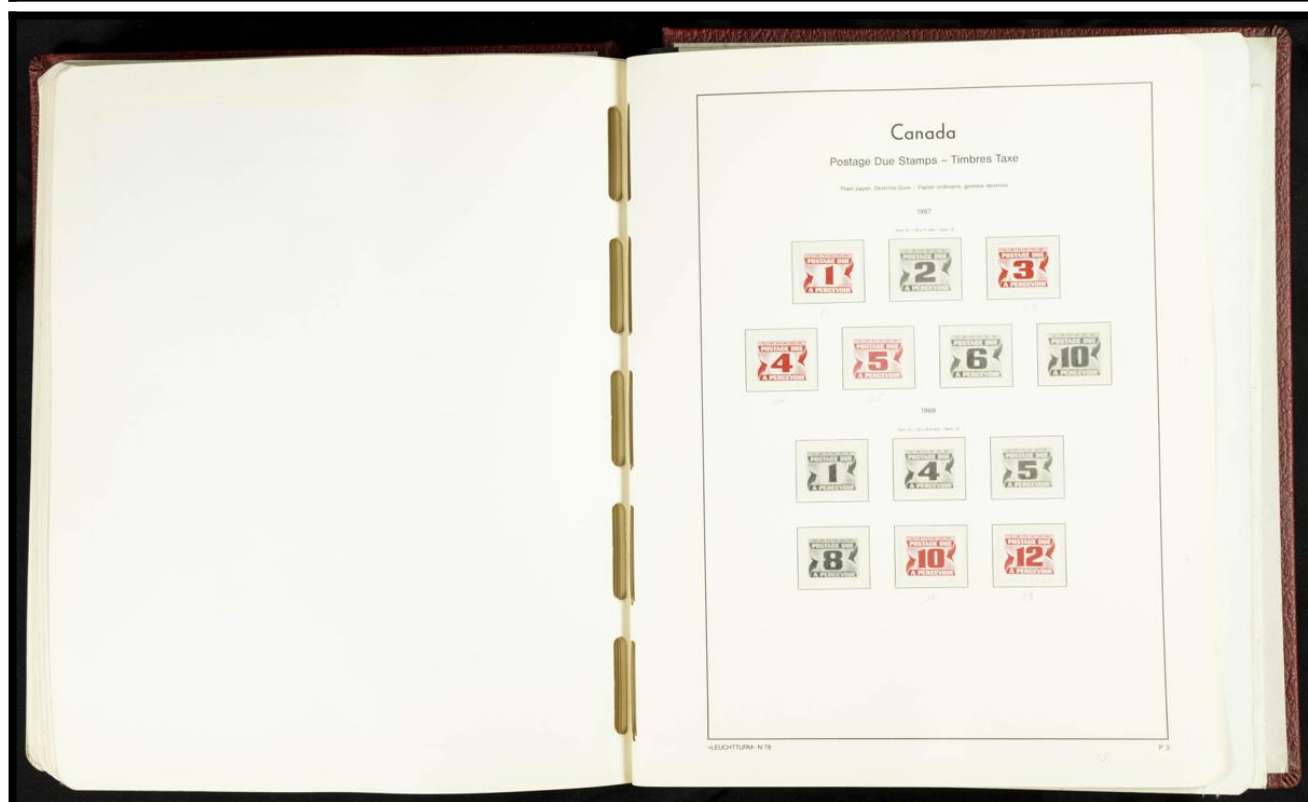 Canada
Postage Due Stamps – Timbres Taxe
Plain paper, Dextrine Gum. – Papier ordinaire, gomme dextrine
1967
POSTAGE DUE 1 A PERCEVOIR
POSTAGE DUE 2 A PERCEVOIR
POSTAGE DUE 3 A PERCEVOIR
POSTAGE DUE 4 A PERCEVOIR
POSTAGE DUE 5 A PERCEVOIR
POSTAGE DUE 6 A PERCEVOIR
POSTAGE DUE 10 A PERCEVOIR
1969
POSTAGE DUE 1 A PERCEVOIR
POSTAGE DUE 4 A PERCEVOIR
POSTAGE DUE 5 A PERCEVOIR
POSTAGE DUE 8 A PERCEVOIR
POSTAGE DUE 10 A PERCEVOIR
POSTAGE DUE 12 A PERCEVOIR
»LEUCHTTURM« N 78
P 3